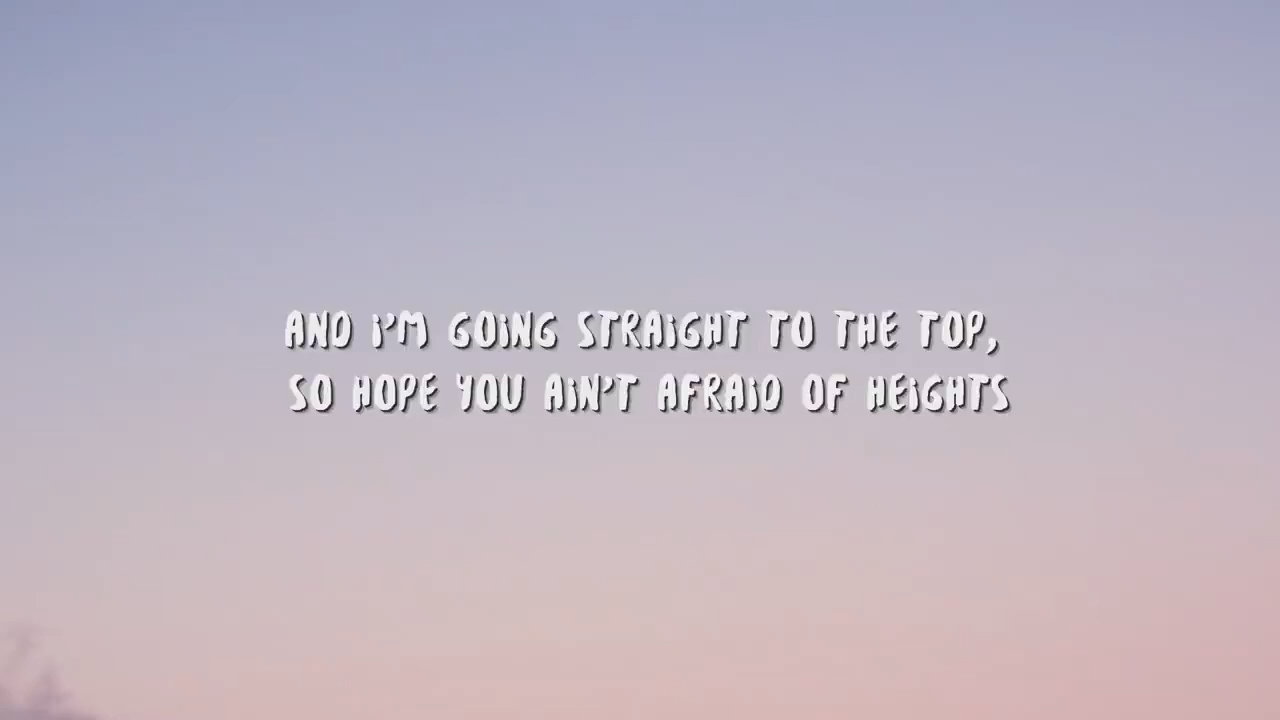 AND i'M GOiNG STRAiGHT TO THE TOP,
SO HOPE YOU AiN'T AFRAiD OF HEiGHTS